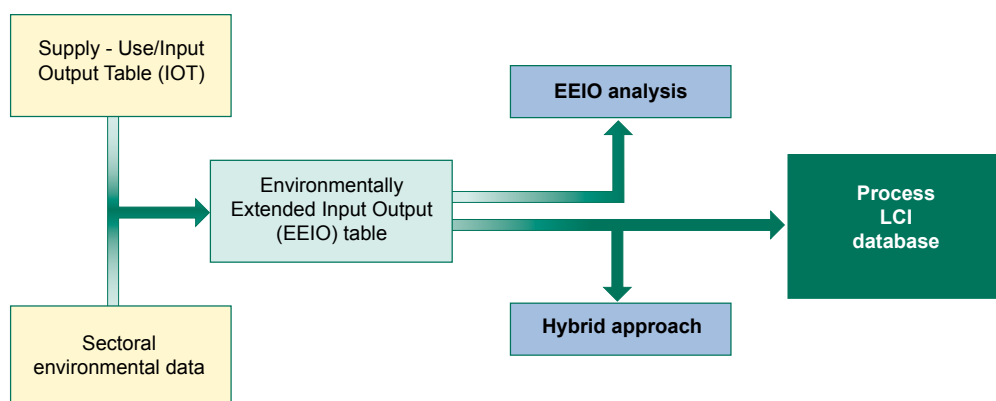 Supply - Use/Input
Output Table (IOT)
EEIO analysis
Environmentally
Extended Input Output
(EEIO) table
Process
LCI
database
Hybrid approach
Sectoral
environmental data